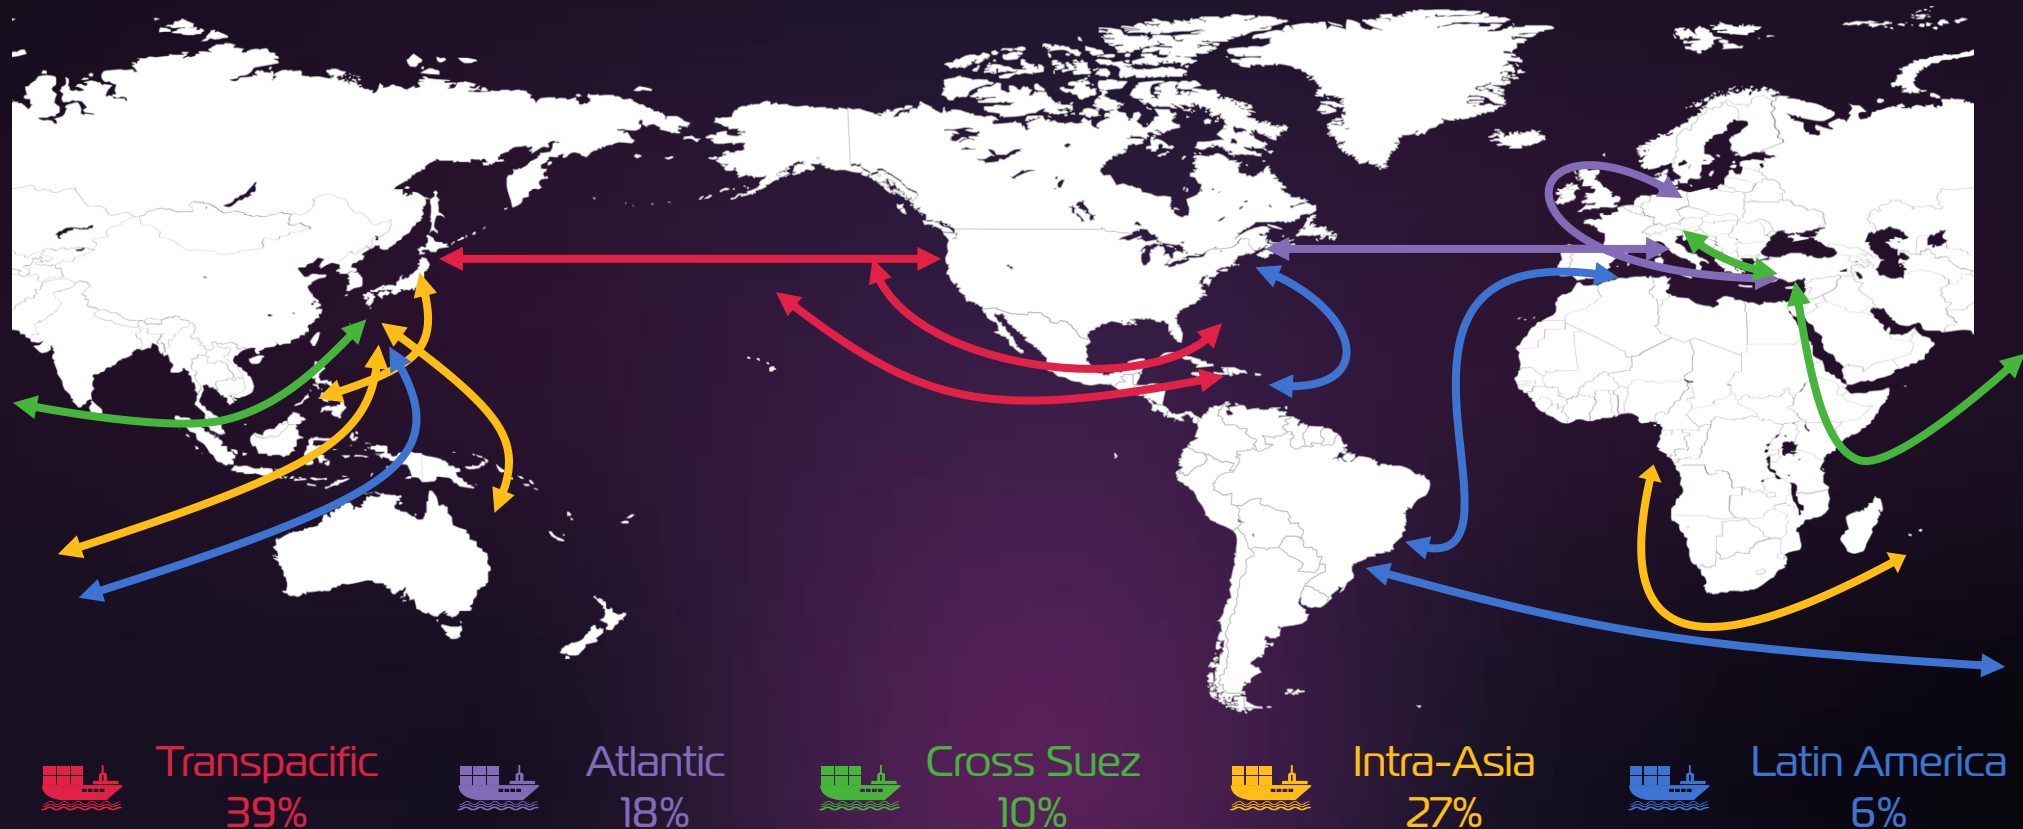 Transpacific
39%
Atlantic
18%
Cross Suez
10%
Intra-Asia
27%
Latin America
6%